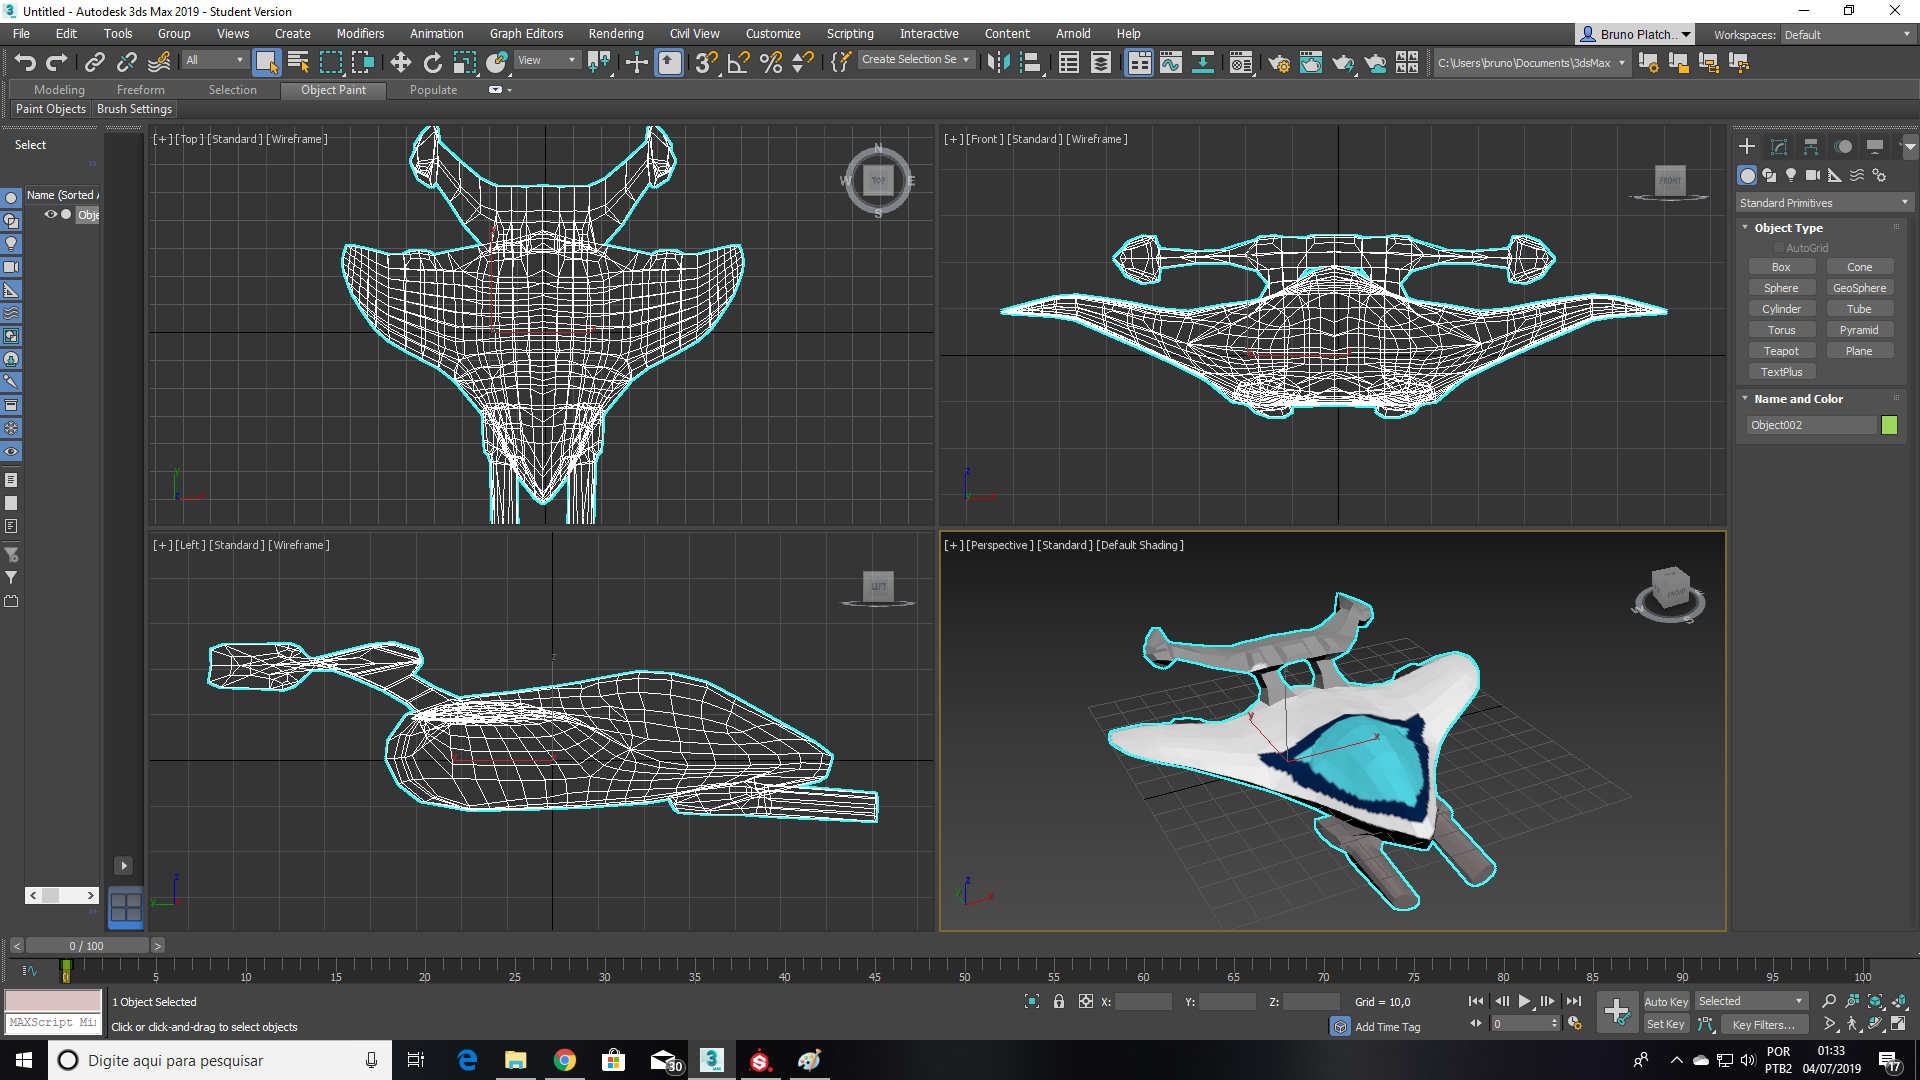 Untitled - Autodesk 3ds Max 2019 - Student Version
File Edit Tools Group Views Create Modifiers Animation Graph Editors Rendering Civil View Customize Scripting Interactive Content Arnold Help
Bruno Platch.. Workspaces: Default
All View Create Selection Se C:\Users\bruno\Documents\3dsMax
Modeling Freeform Selection Object Paint Populate
Paint Objects Brush Settings
Select
Name (Sorted A
Obje
[+] [Top] [Standard] [Wireframe]
N
W TOP E
S
[+] [Front] [Standard] [Wireframe]
FRONT
Standard Primitives
Object Type
AutoGrid
Box Cone
Sphere GeoSphere
Cylinder Tube
Torus Pyramid
Teapot Plane
TextPlus
Name and Color
Object002
[+] [Left] [Standard] [Wireframe]
LEFT
[+] [Perspective] [Standard] [Default Shading]
FRONT
W S
0 / 100
0 5 10 15 20 25 30 35 40 45 50 55 60 65 70 75 80 85 90 95 100
1 Object Selected
X: Y: Z: Grid = 10,0
Auto Key Selected
MAXScript Mi
Click or click-and-drag to select objects
Add Time Tag
0
Set Key Key Filters...
Digite aqui para pesquisar
30
3
MAX
POR
PTB2
01:33
04/07/2019
17